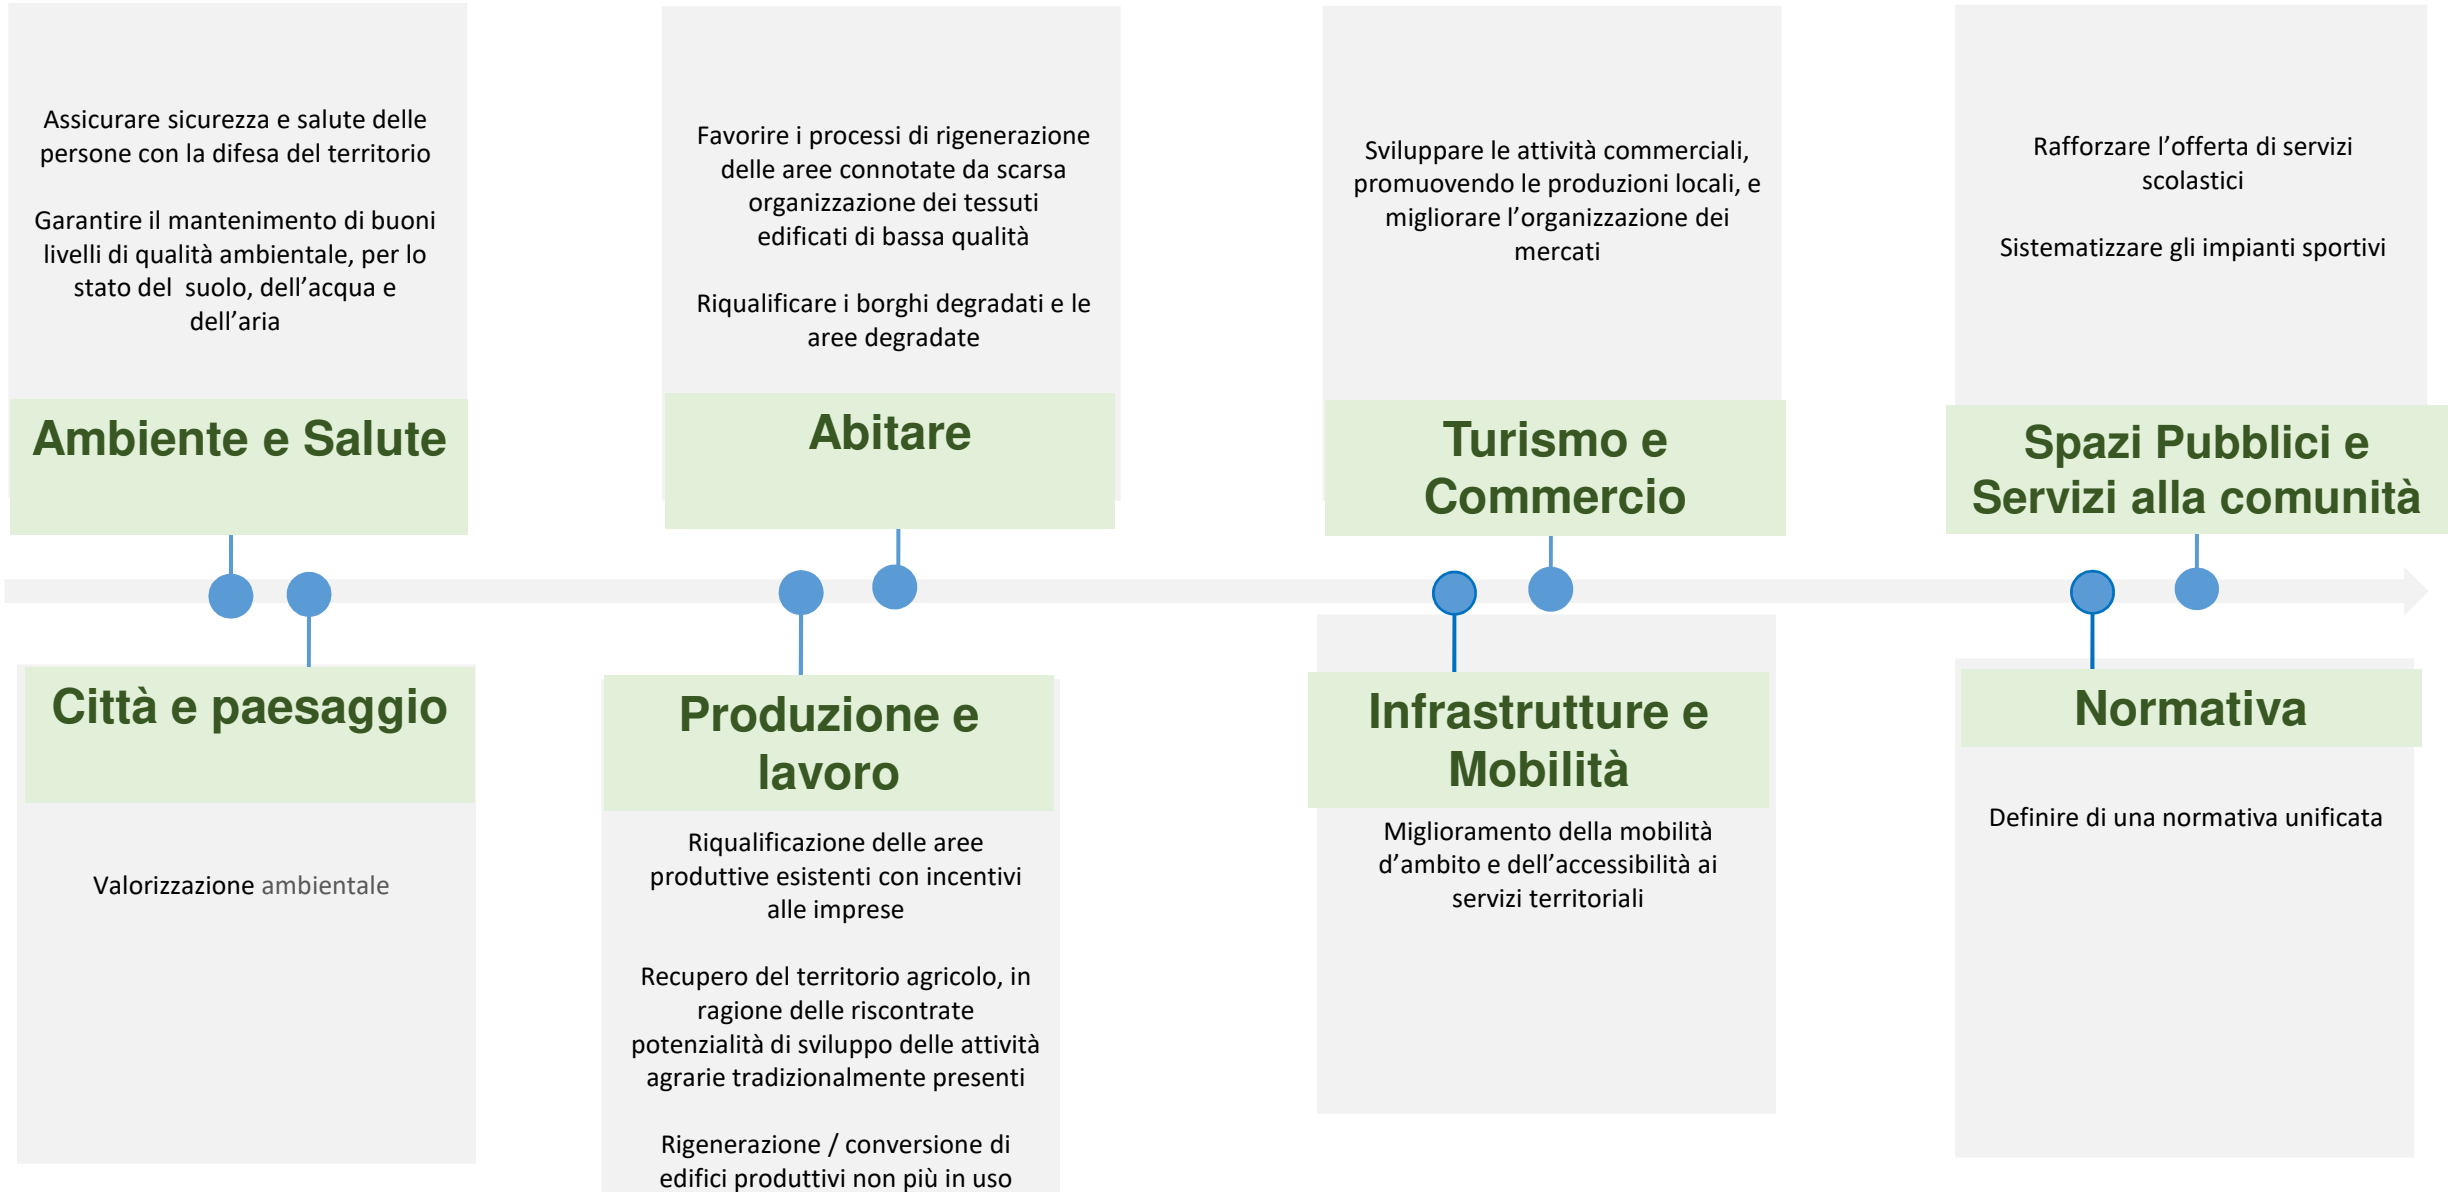 Assicurare sicurezza e salute delle
persone con la difesa del territorio
Garantire il mantenimento di buoni
livelli di qualità ambientale, per lo
stato del  suolo, dell’acqua e
dell’aria
Ambiente e Salute
Favorire i processi di rigenerazione
delle aree connotate da scarsa
organizzazione dei tessuti
edificati di bassa qualità
Riqualificare i borghi degradati e le
aree degradate
Abitare
Sviluppare le attività commerciali,
promuovendo le produzioni locali, e
migliorare l’organizzazione dei
mercati
Turismo e
Commercio
Rafforzare l’offerta di servizi
scolastici
Sistematizzare gli impianti sportivi
Spazi Pubblici e
Servizi alla comunità
Città e paesaggio
Valorizzazione ambientale
Produzione e
lavoro
Riqualificazione delle aree
produttive esistenti con incentivi
alle imprese
Recupero del territorio agricolo, in
ragione delle riscontrate
potenzialità di sviluppo delle attività
agrarie tradizionalmente presenti
Rigenerazione / conversione di
edifici produttivi non più in uso
Infrastrutture e
Mobilità
Miglioramento della mobilità
d’ambito e dell’accessibilità ai
servizi territoriali
Normativa
Definire di una normativa unificata